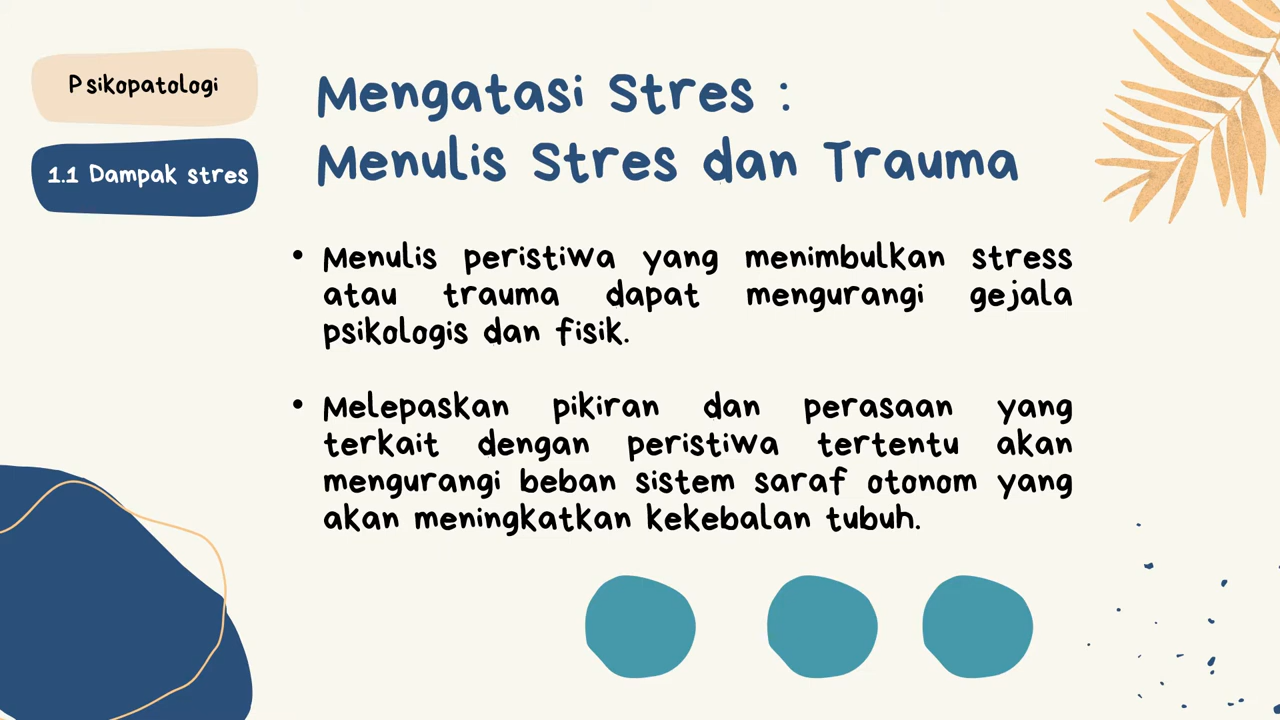 Psikopatologi
1.1 Dampak stres
Mengatasi Stres :
Menulis Stres dan Trauma
• Menulis peristiwa yang menimbulkan stress
atau trauma dapat mengurangi gejala
psikologis dan fisik.
• Melepaskan pikiran dan perasaan yang
terkait dengan peristiwa tertentu akan
mengurangi beban sistem saraf otonom yang
akan meningkatkan kekebalan tubuh.